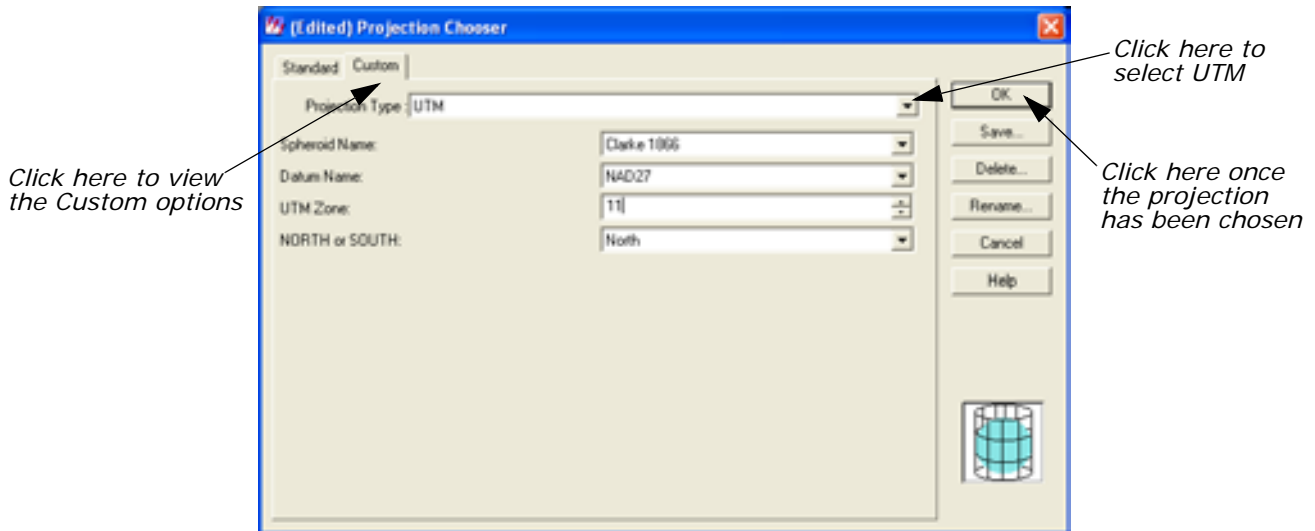 (Edited) Projection Chooser
Standard Custom
Projection Type : UTM
Spheroid Name: Clarke 1866
Datum Name: NAD27
UTM Zone: 11
NORTH or SOUTH: North
OK
Save...
Delete...
Rename...
Cancel
Help
Click here to view
the Custom options
Click here to
select UTM
Click here once
the projection
has been chosen